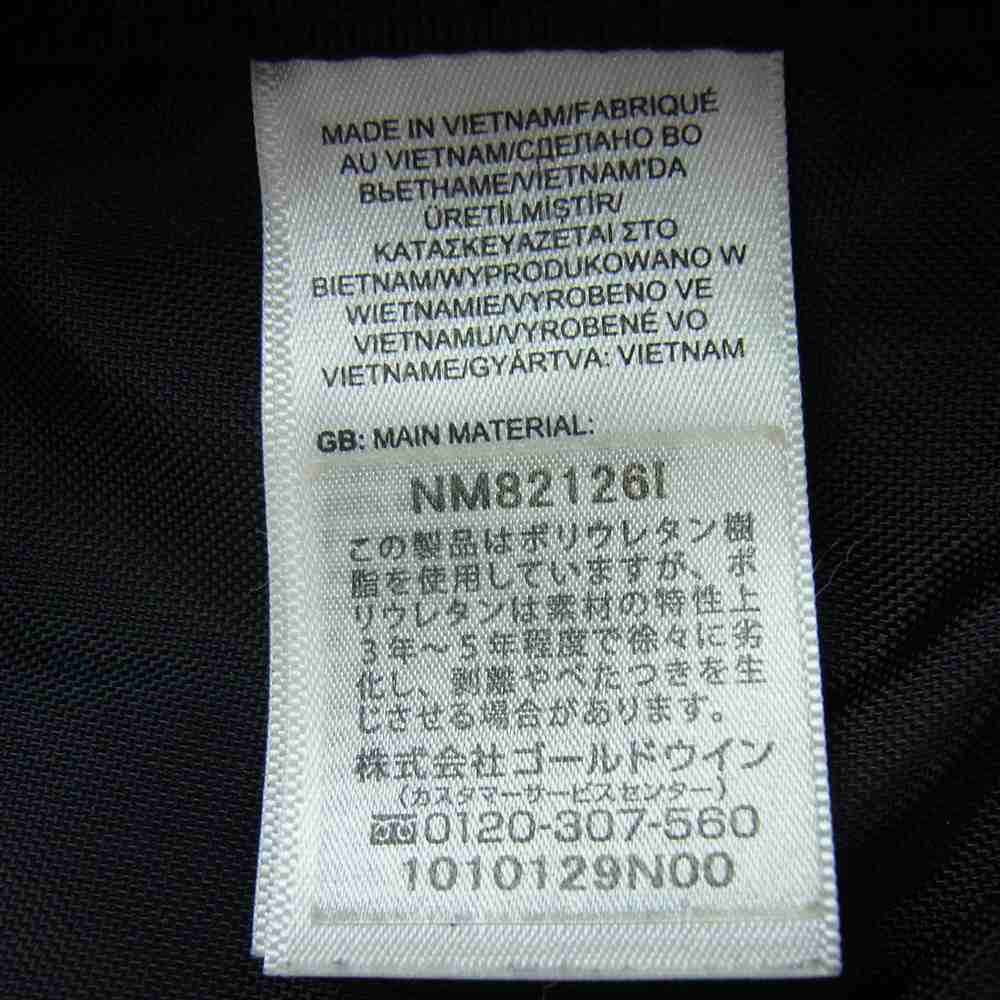 MADE IN VIETNAM/FABRIQUÉ
AU VIETNAM/СДЕЛАНО ВО
ВЬЕТНАМЕ/VİETNAM'DA
ÜRETİLMİŞTİR/
ΚΑΤΑΣΚΕΥΑΖΕΤΑΙ ΣΤΟ
ΒΙΕΤΝΑΜ/WYPRODUKOWANO W
WIETNAMIE/VYROBENO VE
VIETNAMU/VYROBENÉ VO
VIETNAME/GYÁRTVA: VIETNAM
GB: MAIN MATERIAL:
NM82126I
この製品はポリウレタン樹
脂を使用していますが、ポ
リウレタンは素材の特性上
3年～5年程度で徐々に劣
化し、剥離やべたつきを生
じさせる場合があります。
株式会社ゴールドウイン
(カスタマーサービスセンター)
0120-307-560
1010129N00